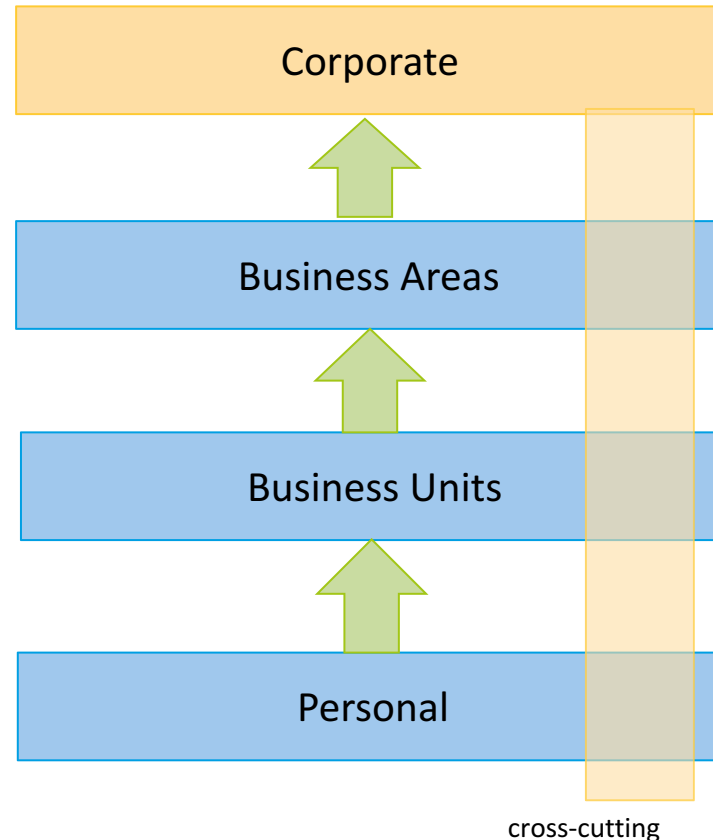 Corporate
Business Areas
Business Units
Personal
cross-cutting